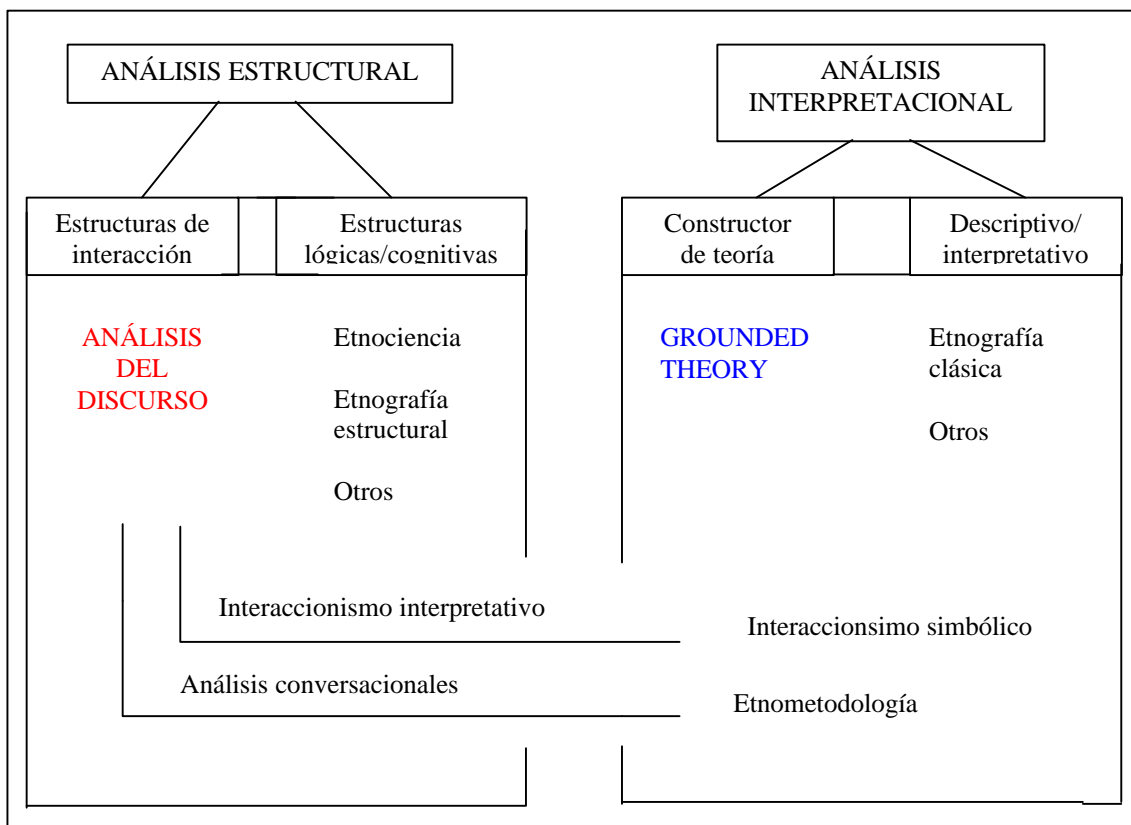 ANÁLISIS ESTRUCTURAL
ANÁLISIS
INTERPRETACIONAL
Estructuras de
interacción
Estructuras
lógicas/cognitivas
Constructor
de teoría
Descriptivo/
interpretativo
ANÁLISIS
DEL
DISCURSO
Etnociencia
Etnografía
estructural
Otros
GROUNDED
THEORY
Etnografía
clásica
Otros
Interaccionismo interpretativo
Interaccionsimo simbólico
Análisis conversacionales
Etnometodología